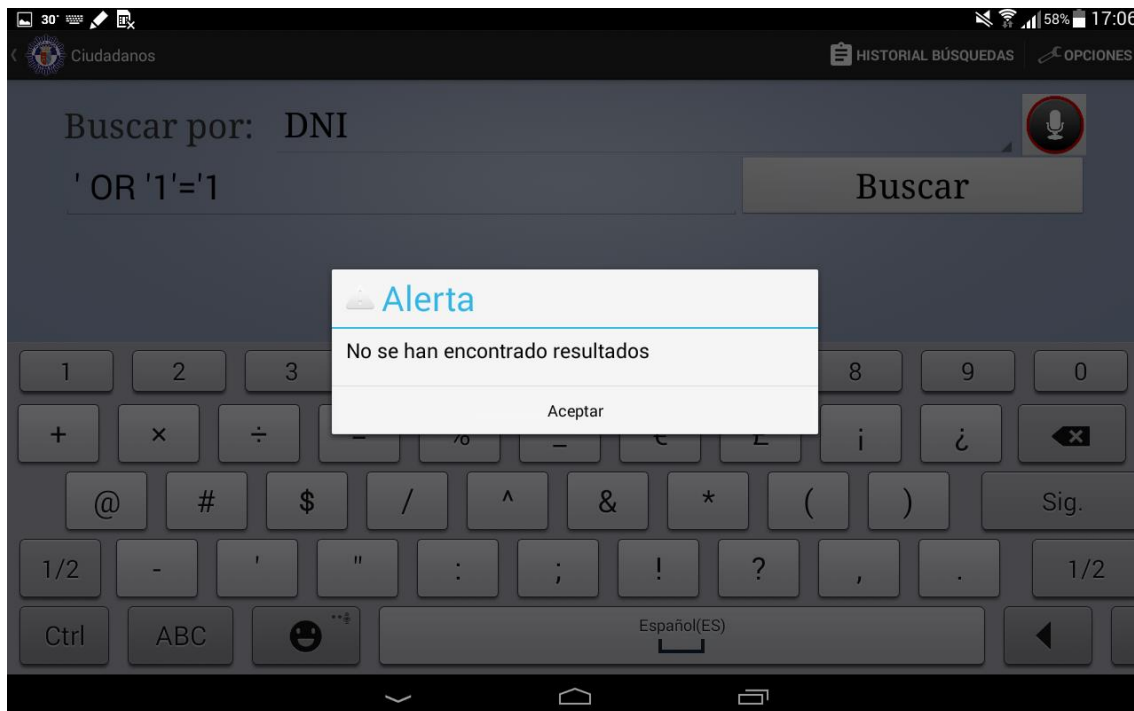 30° 58% 17:06
Ciudadanos HISTORIAL BÚSQUEDAS OPCIONES
Buscar por: DNI
' OR '1'='1 Buscar
Alerta
No se han encontrado resultados
Aceptar
1 2 3 8 9 0
+ × ÷ ¡ ¿
@ # $ / ^ & * ( ) Sig.
1/2 - ' " : ; ! ? , . 1/2
Ctrl ABC Español(ES)